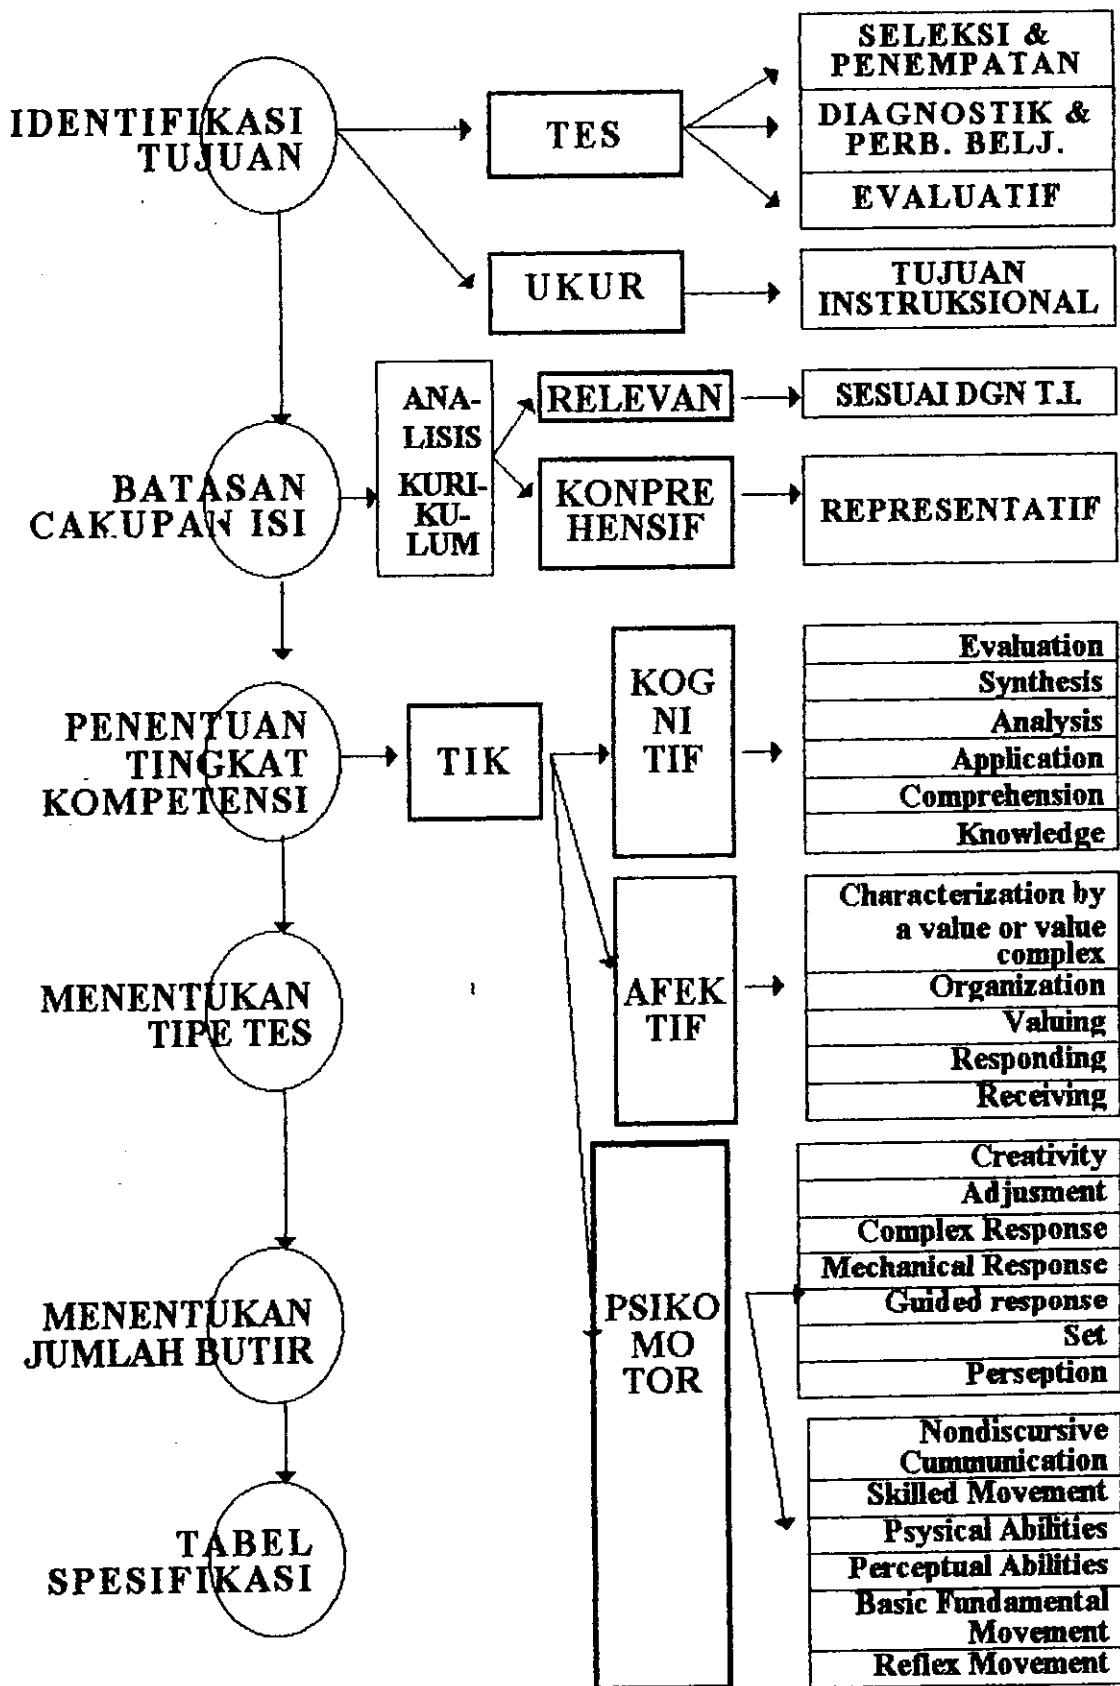 IDENTIFIKASI
TUJUAN
TES
SELEKSI &
PENEMPATAN
DIAGNOSTIK &
PERB. BELJ.
EVALUATIF
UKUR
TUJUAN
INSTRUKSIONAL
BATASAN
CAKUPAN ISI
ANA-
LISIS
KURI-
KU-
LUM
RELEVAN
SESUAI DGN T.I.
KONPRE
HENSIF
REPRESENTATIF
PENENTUAN
TINGKAT
KOMPETENSI
TIK
KOG
NI
TIF
Evaluation
Synthesis
Analysis
Application
Comprehension
Knowledge
AFEK
TIF
Characterization by
a value or value
complex
Organization
Valuing
Responding
Receiving
MENENTUKAN
TIPE TES
PSIKO
MO
TOR
Creativity
Adjusment
Complex Response
Mechanical Response
Guided response
Set
Perseption
Nondiscursive
Cummunication
Skilled Movement
Psysical Abilities
Perceptual Abilities
Basic Fundamental
Movement
Reflex Movement
MENENTUKAN
JUMLAH BUTIR
TABEL
SPESIFIKASI